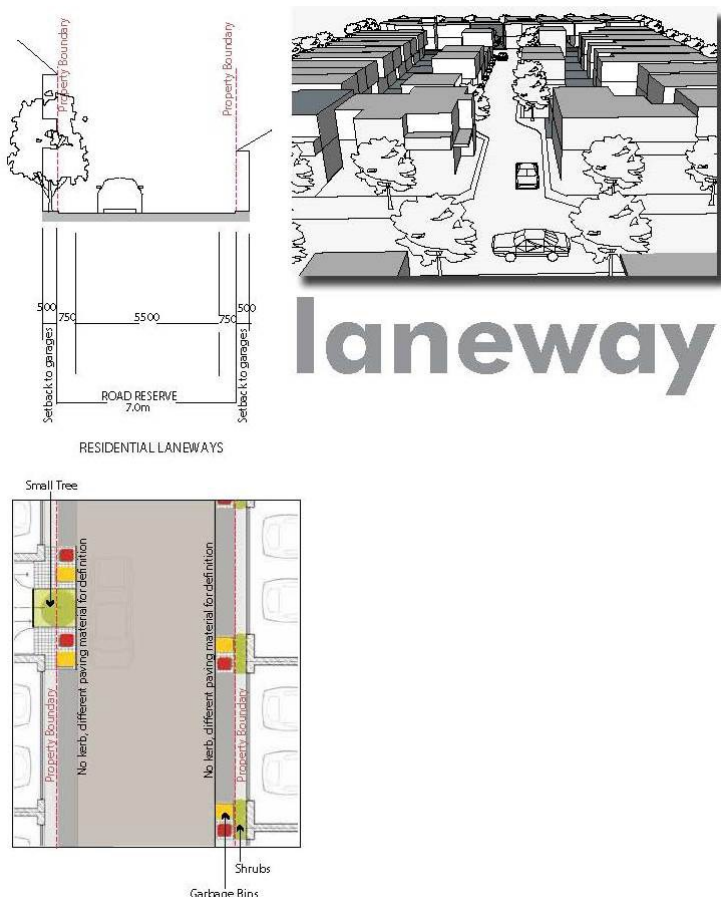 Property Boundary
Property Boundary
500
750
5500
750
500
Setback to garages
Setback to garages
ROAD RESERVE
7.0m
RESIDENTIAL LANEWAYS
laneway
Small Tree
Property Boundary
No kerb, different paving material for definition
No kerb, different paving material for definition
Property Boundary
Shrubs
Garbage Bins